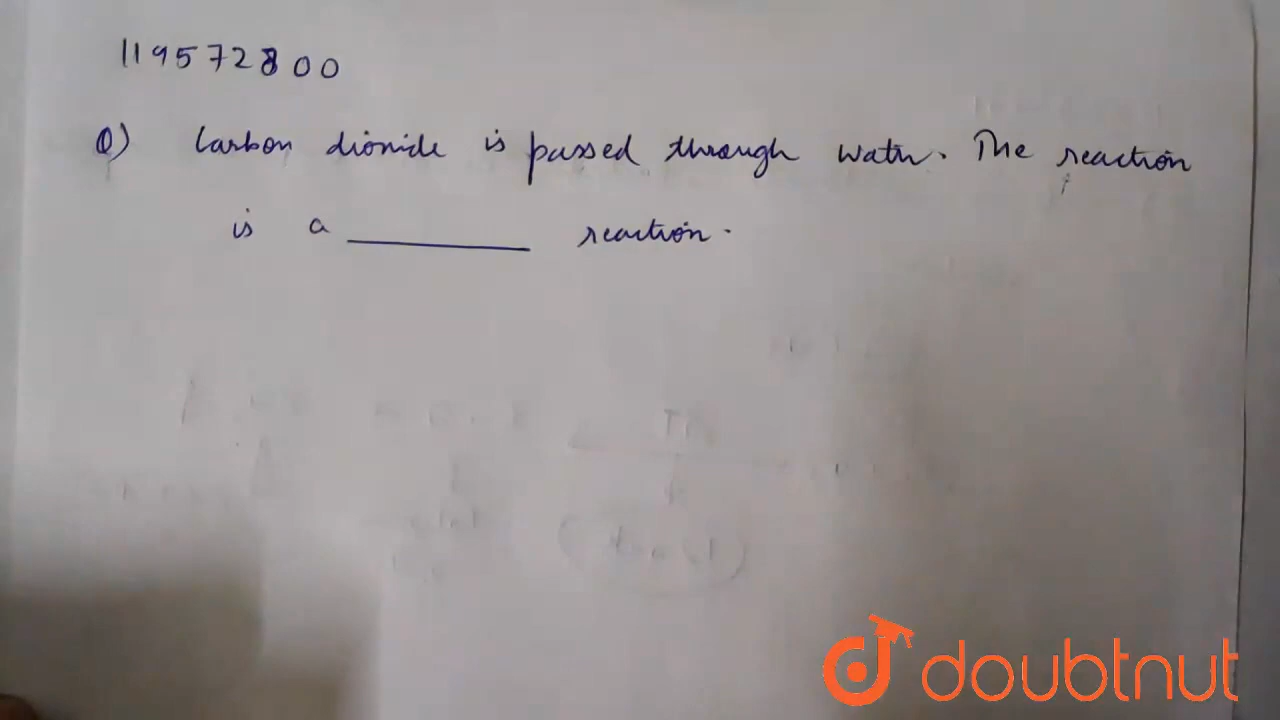 119572800
Q) Carbon dioxide is passed through water. The reaction
is a ________ reaction.
doubtnut